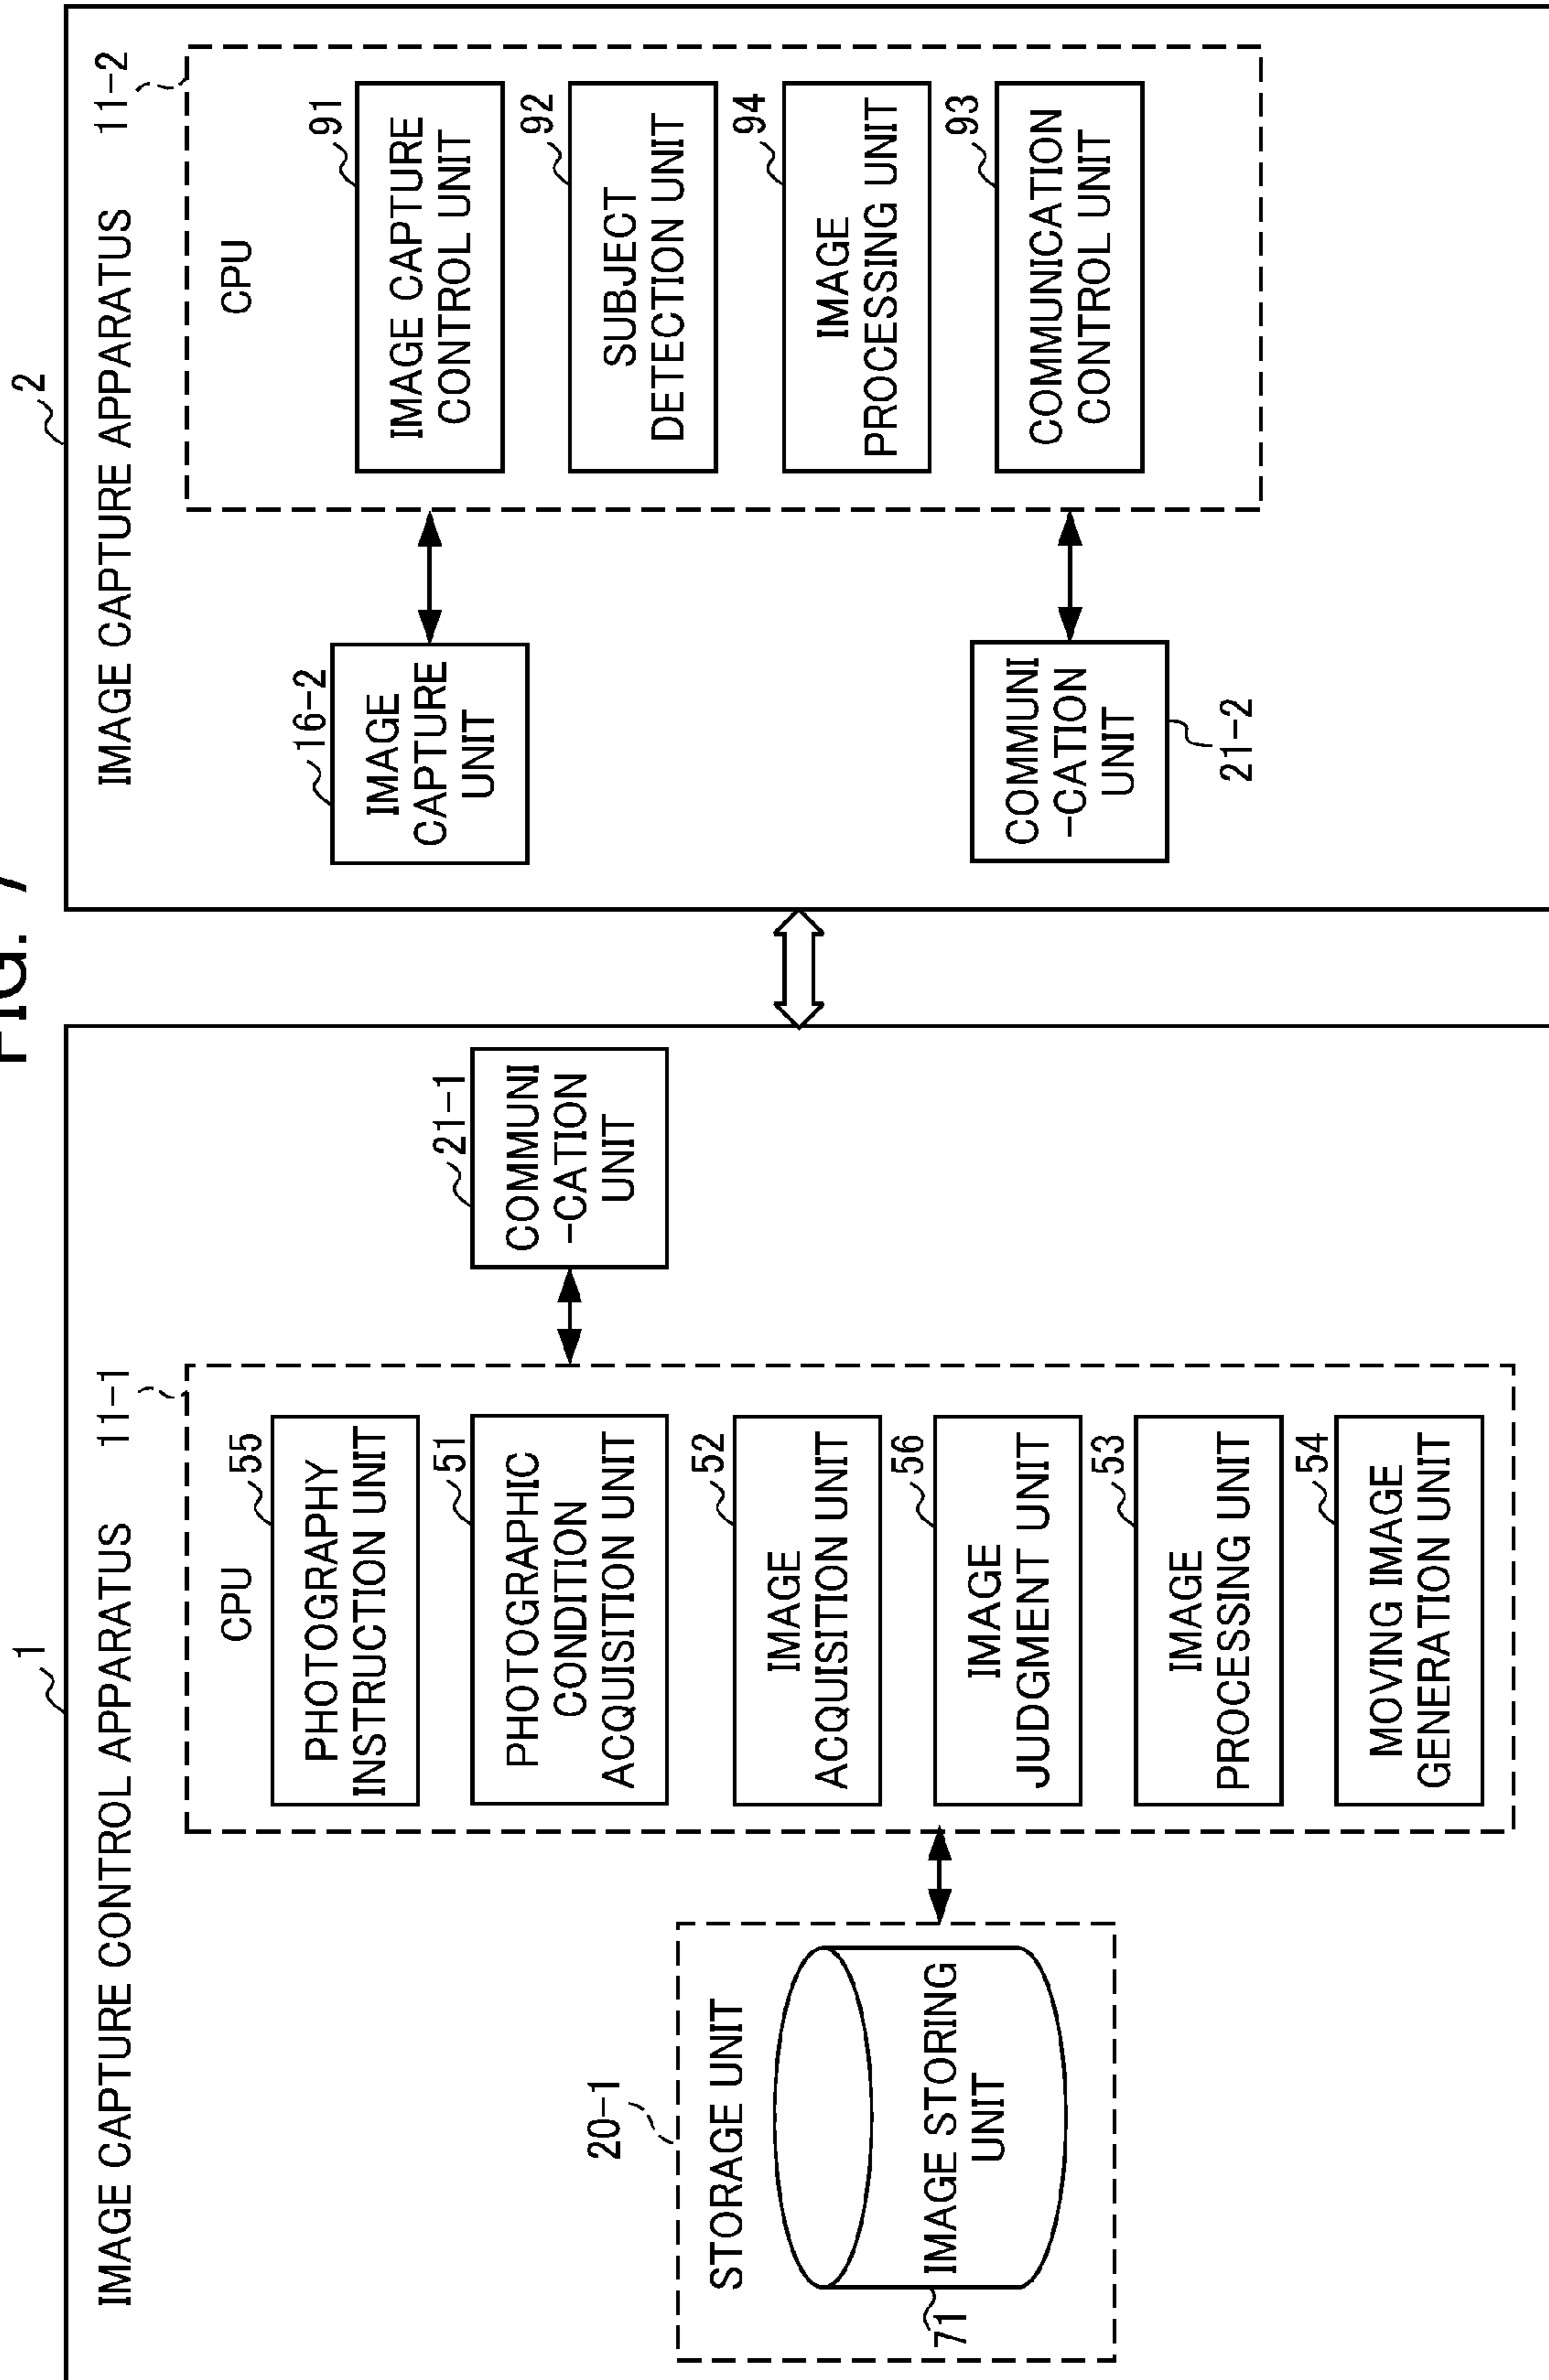 FIG. 7
1
IMAGE CAPTURE CONTROL APPARATUS
11-1
CPU
55
PHOTOGRAPHY
INSTRUCTION UNIT
51
PHOTOGRAPHIC
CONDITION
ACQUISITION UNIT
52
IMAGE
ACQUISITION UNIT
56
IMAGE
JUDGMENT UNIT
53
IMAGE
PROCESSING UNIT
54
MOVING IMAGE
GENERATION UNIT
20-1
STORAGE UNIT
IMAGE STORING
UNIT
71
21-1
COMMUNI
-CATION
UNIT
2
IMAGE CAPTURE APPARATUS
11-2
CPU
16-2
IMAGE
CAPTURE
UNIT
91
IMAGE CAPTURE
CONTROL UNIT
92
SUBJECT
DETECTION UNIT
94
IMAGE
PROCESSING UNIT
93
COMMUNICATION
CONTROL UNIT
COMMUNI
-CATION
UNIT
21-2